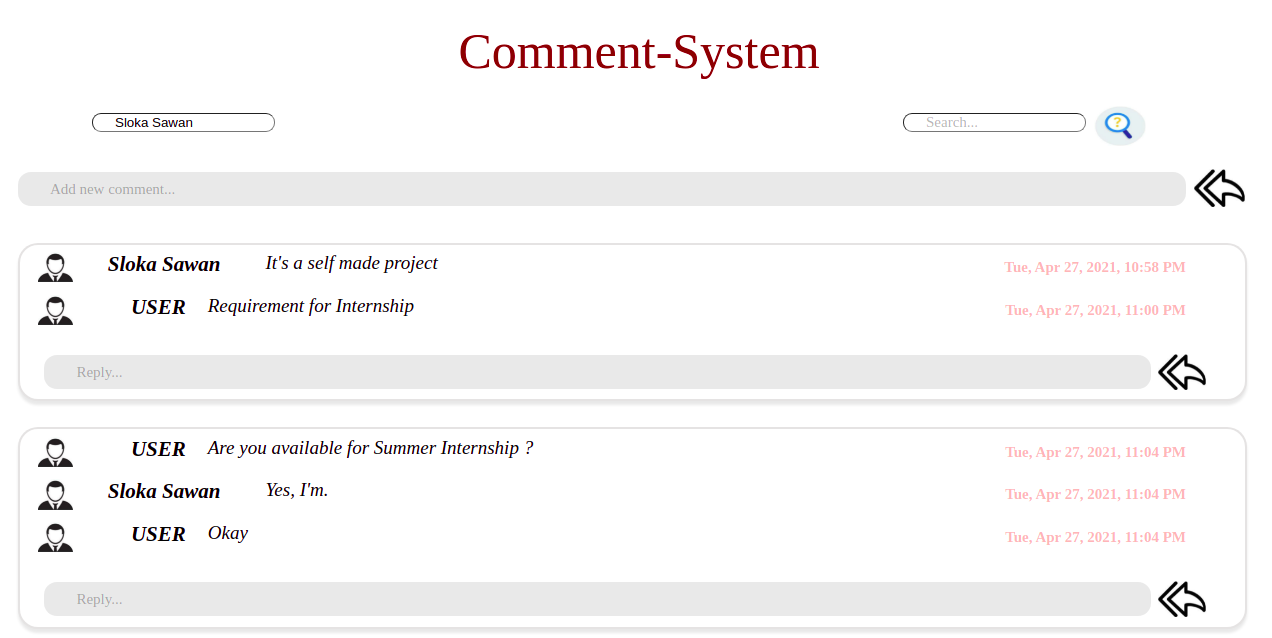 Comment-System
Sloka Sawan
Search...
?
Add new comment...
Sloka Sawan It's a self made project Tue, Apr 27, 2021, 10:58 PM
USER Requirement for Internship Tue, Apr 27, 2021, 11:00 PM
Reply...
USER Are you available for Summer Internship ? Tue, Apr 27, 2021, 11:04 PM
Sloka Sawan Yes, I'm. Tue, Apr 27, 2021, 11:04 PM
USER Okay Tue, Apr 27, 2021, 11:04 PM
Reply...